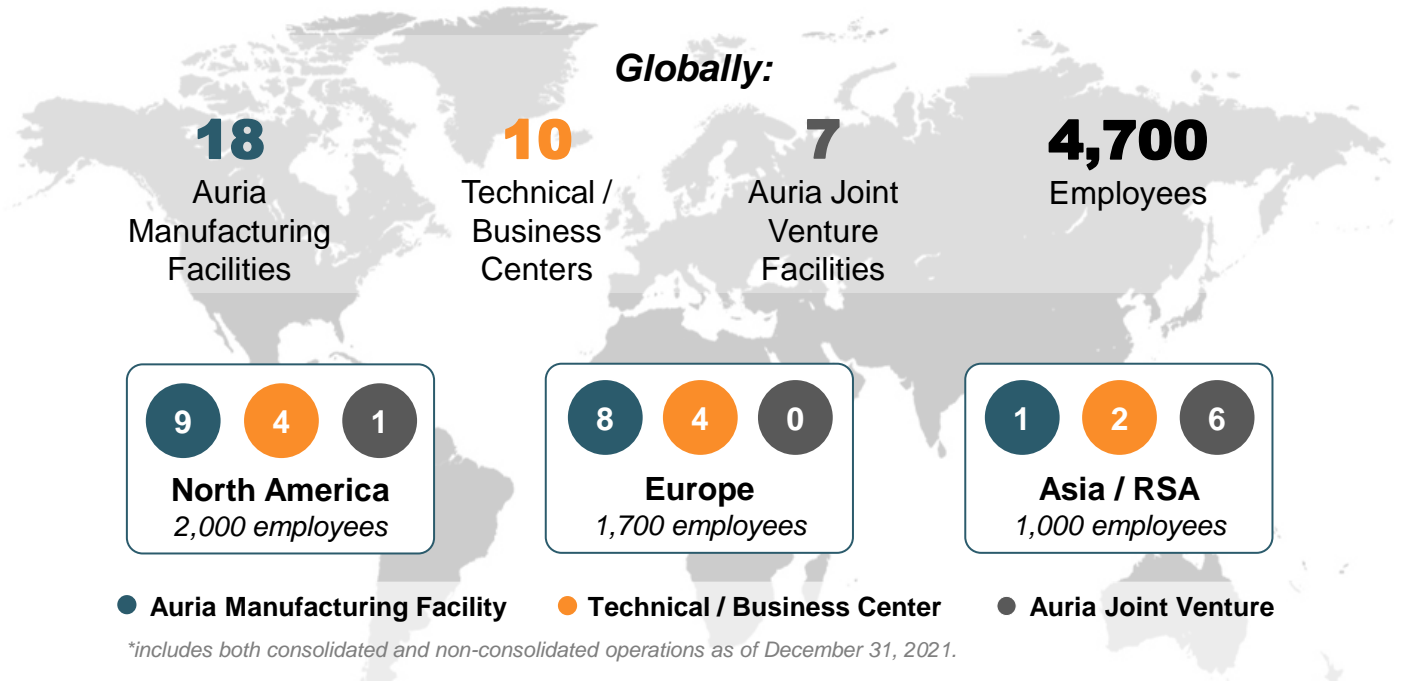 Globally:
18
Auria
Manufacturing
Facilities
10
Technical /
Business
Centers
7
Auria Joint
Venture
Facilities
4,700
Employees
9 4 1
North America
2,000 employees
8 4 0
Europe
1,700 employees
1 2 6
Asia / RSA
1,000 employees
Auria Manufacturing Facility
Technical / Business Center
Auria Joint Venture
*includes both consolidated and non-consolidated operations as of December 31, 2021.